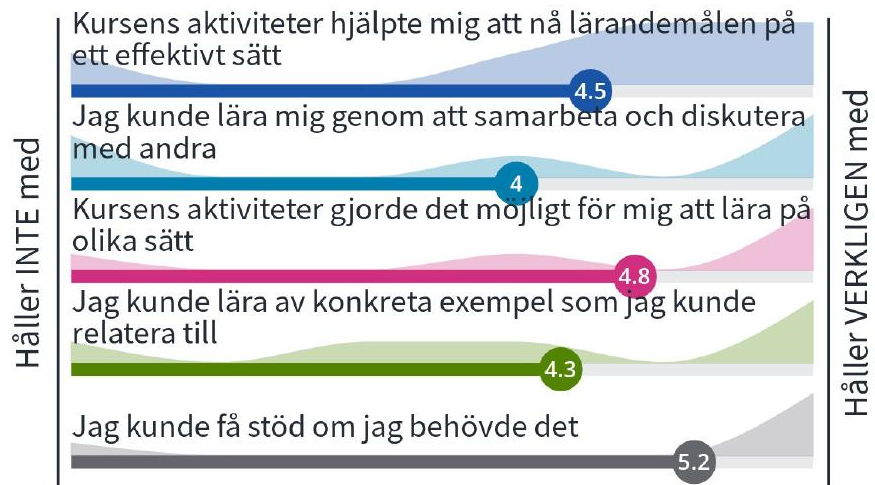 Kursens aktiviteter hjälpte mig att nå lärandemålen på
ett effektivt sätt
4.5
Jag kunde lära mig genom att samarbeta och diskutera
med andra
4
Kursens aktiviteter gjorde det möjligt för mig att lära på
olika sätt
4.8
Jag kunde lära av konkreta exempel som jag kunde
relatera till
4.3
Jag kunde få stöd om jag behövde det
5.2
Håller INTE med
Håller VERKLIGEN med